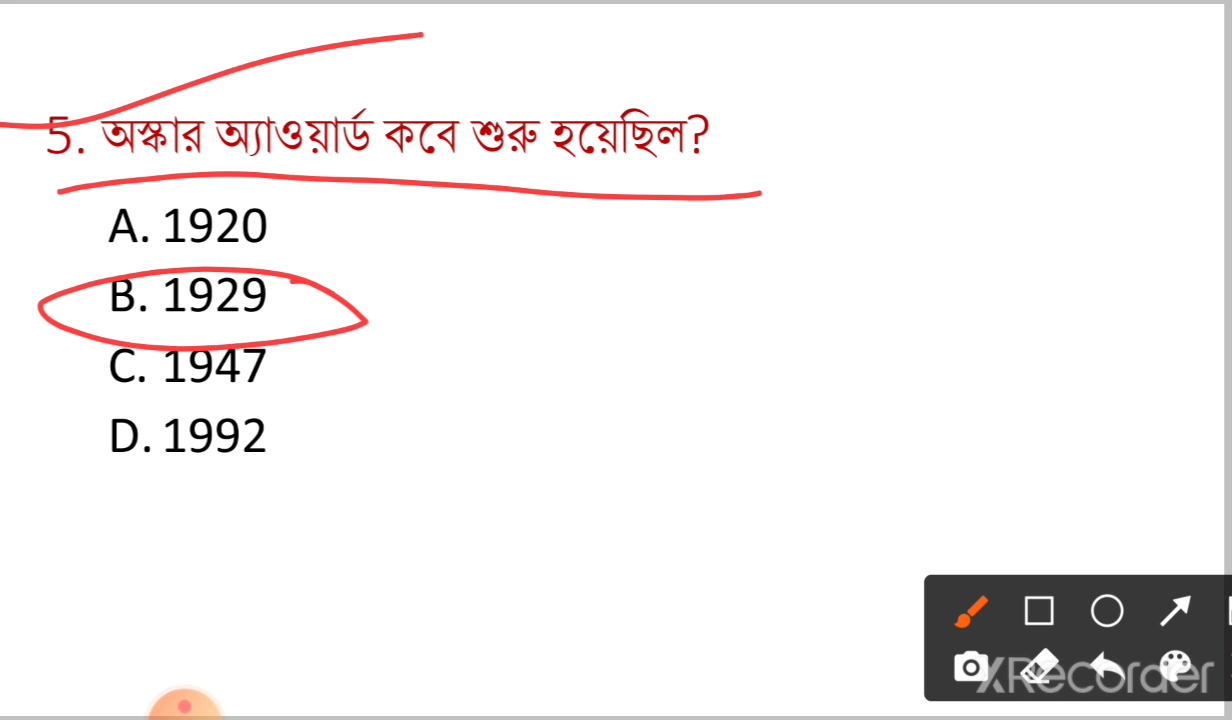 5. অস্কার অ্যাওয়ার্ড কবে শুরু হয়েছিল?
A. 1920
B. 1929
C. 1947
D. 1992
XRecorder